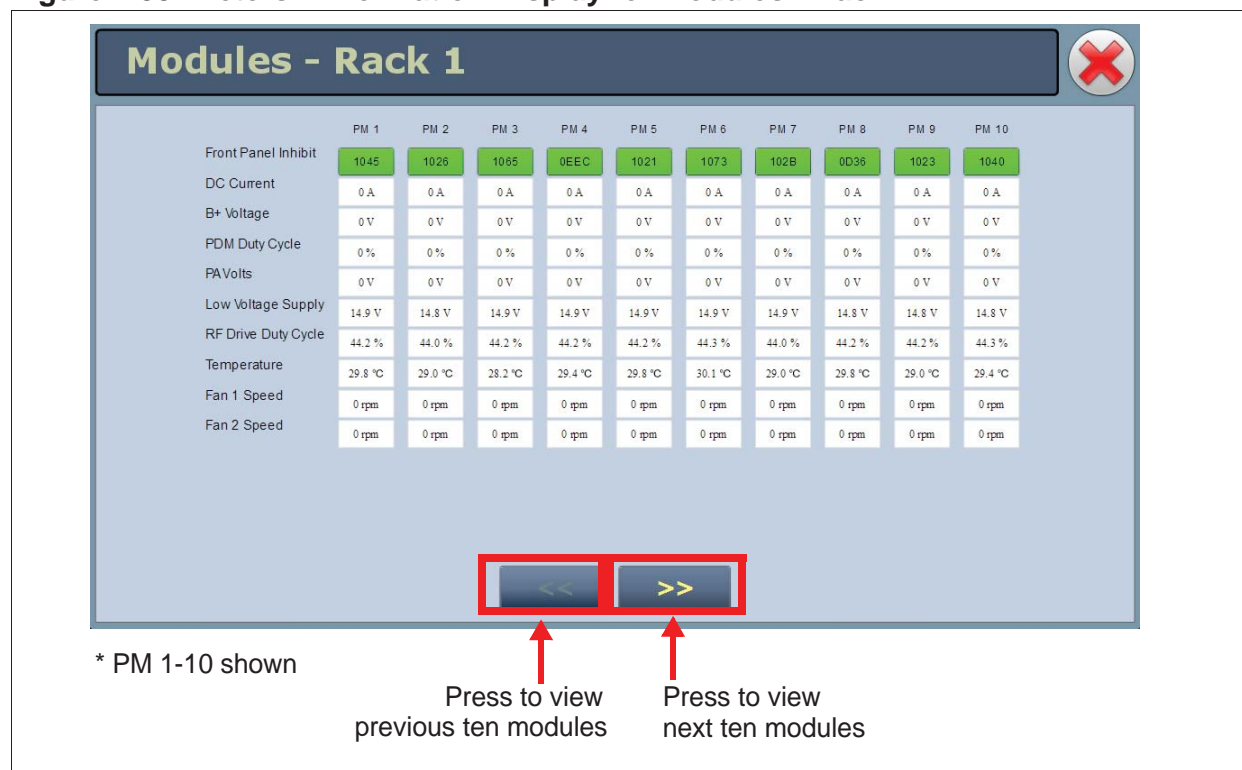 Modules - Rack 1
PM 1 PM 2 PM 3 PM 4 PM 5 PM 6 PM 7 PM 8 PM 9 PM 10
Front Panel Inhibit 1045 1026 1065 0EEC 1021 1073 102B 0D36 1023 1040
DC Current 0 A 0 A 0 A 0 A 0 A 0 A 0 A 0 A 0 A 0 A
B+ Voltage 0 V 0 V 0 V 0 V 0 V 0 V 0 V 0 V 0 V 0 V
PDM Duty Cycle 0 % 0 % 0 % 0 % 0 % 0 % 0 % 0 % 0 % 0 %
PA Volts 0 V 0 V 0 V 0 V 0 V 0 V 0 V 0 V 0 V 0 V
Low Voltage Supply 14.9 V 14.8 V 14.9 V 14.9 V 14.9 V 14.9 V 14.9 V 14.8 V 14.8 V 14.8 V
RF Drive Duty Cycle 44.2 % 44.0 % 44.2 % 44.2 % 44.2 % 44.3 % 44.0 % 44.2 % 44.2 % 44.3 %
Temperature 29.8 °C 29.0 °C 28.2 °C 29.4 °C 29.8 °C 30.1 °C 29.0 °C 29.8 °C 29.0 °C 29.4 °C
Fan 1 Speed 0 rpm 0 rpm 0 rpm 0 rpm 0 rpm 0 rpm 0 rpm 0 rpm 0 rpm 0 rpm
Fan 2 Speed 0 rpm 0 rpm 0 rpm 0 rpm 0 rpm 0 rpm 0 rpm 0 rpm 0 rpm 0 rpm
<< >>
* PM 1-10 shown
Press to view previous ten modules
Press to view next ten modules